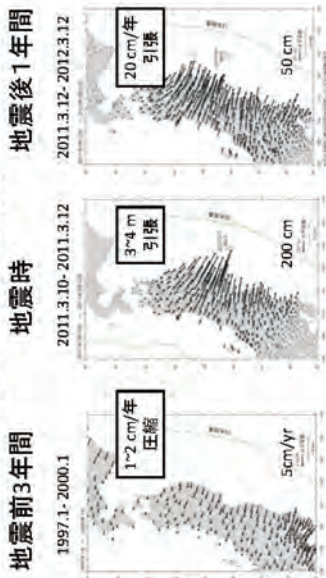 地震前3年間
1997.1- 2000.1
1~2 cm/年
圧縮
5cm/yr
地震時
2011.3.10- 2011.3.12
3~4 m
引張
200 cm
地震後1年間
2011.3.12- 2012.3.12
20 cm/年
引張
50 cm